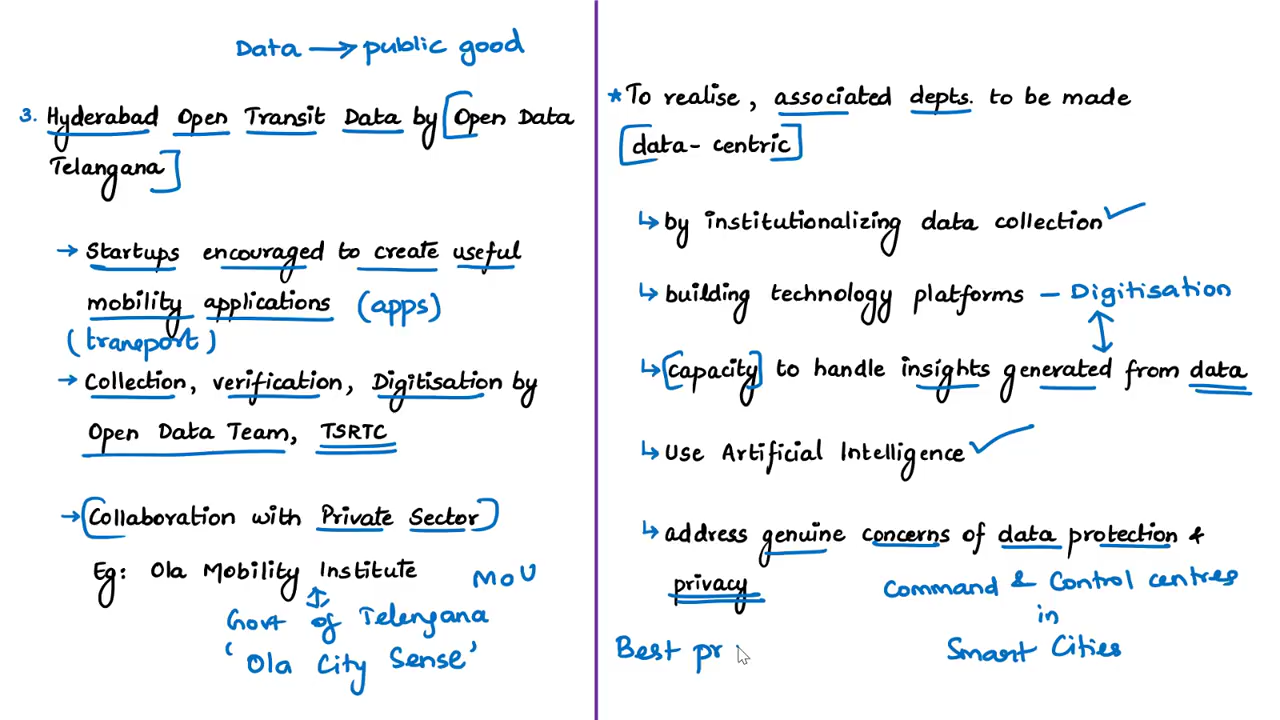 Data → public good
3. Hyderabad Open Transit Data by [Open Data
Telangana]
→ Startups encouraged to create useful
mobility applications (apps)
(transport)
→ Collection, verification, Digitisation by
Open Data Team, TSRTC
→ (Collaboration with Private Sector)
Eg: Ola Mobility Institute MoU
Govt of Telengana
'Ola City Sense'
* To realise, associated depts. to be made
[data-centric]
↳ by institutionalizing data collection ✓
↳ building technology platforms – Digitisation
↳ [capacity] to handle insights generated from data
↳ Use Artificial Intelligence ✓
↳ address genuine concerns of data protection &
privacy
Command & Control centres
in
Smart Cities
Best pr